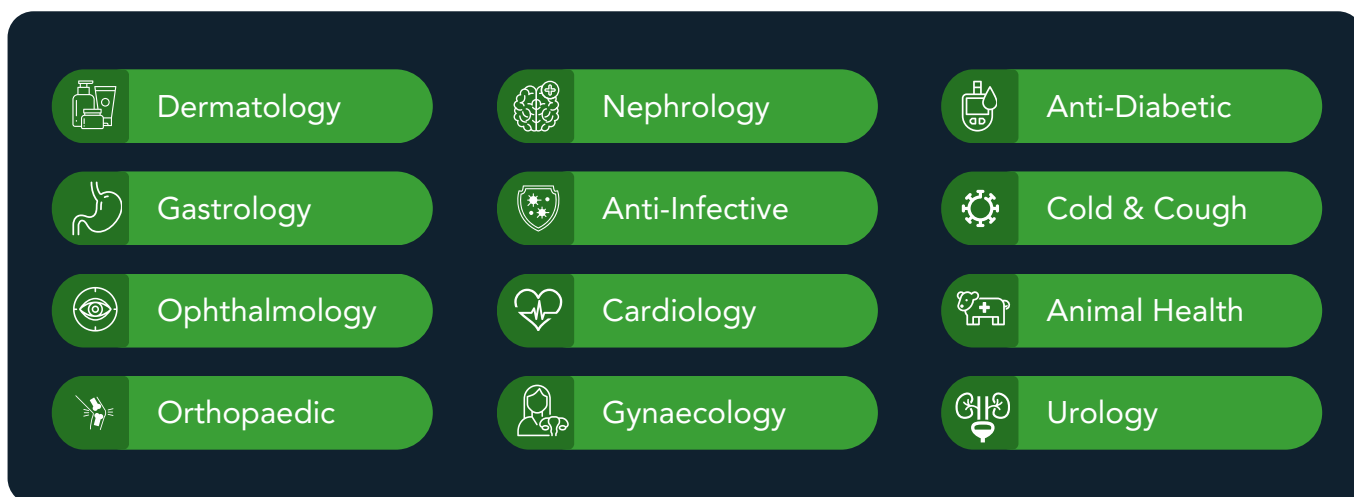 Dermatology
Nephrology
Anti-Diabetic
Gastrology
Anti-Infective
Cold & Cough
Ophthalmology
Cardiology
Animal Health
Orthopaedic
Gynaecology
Urology